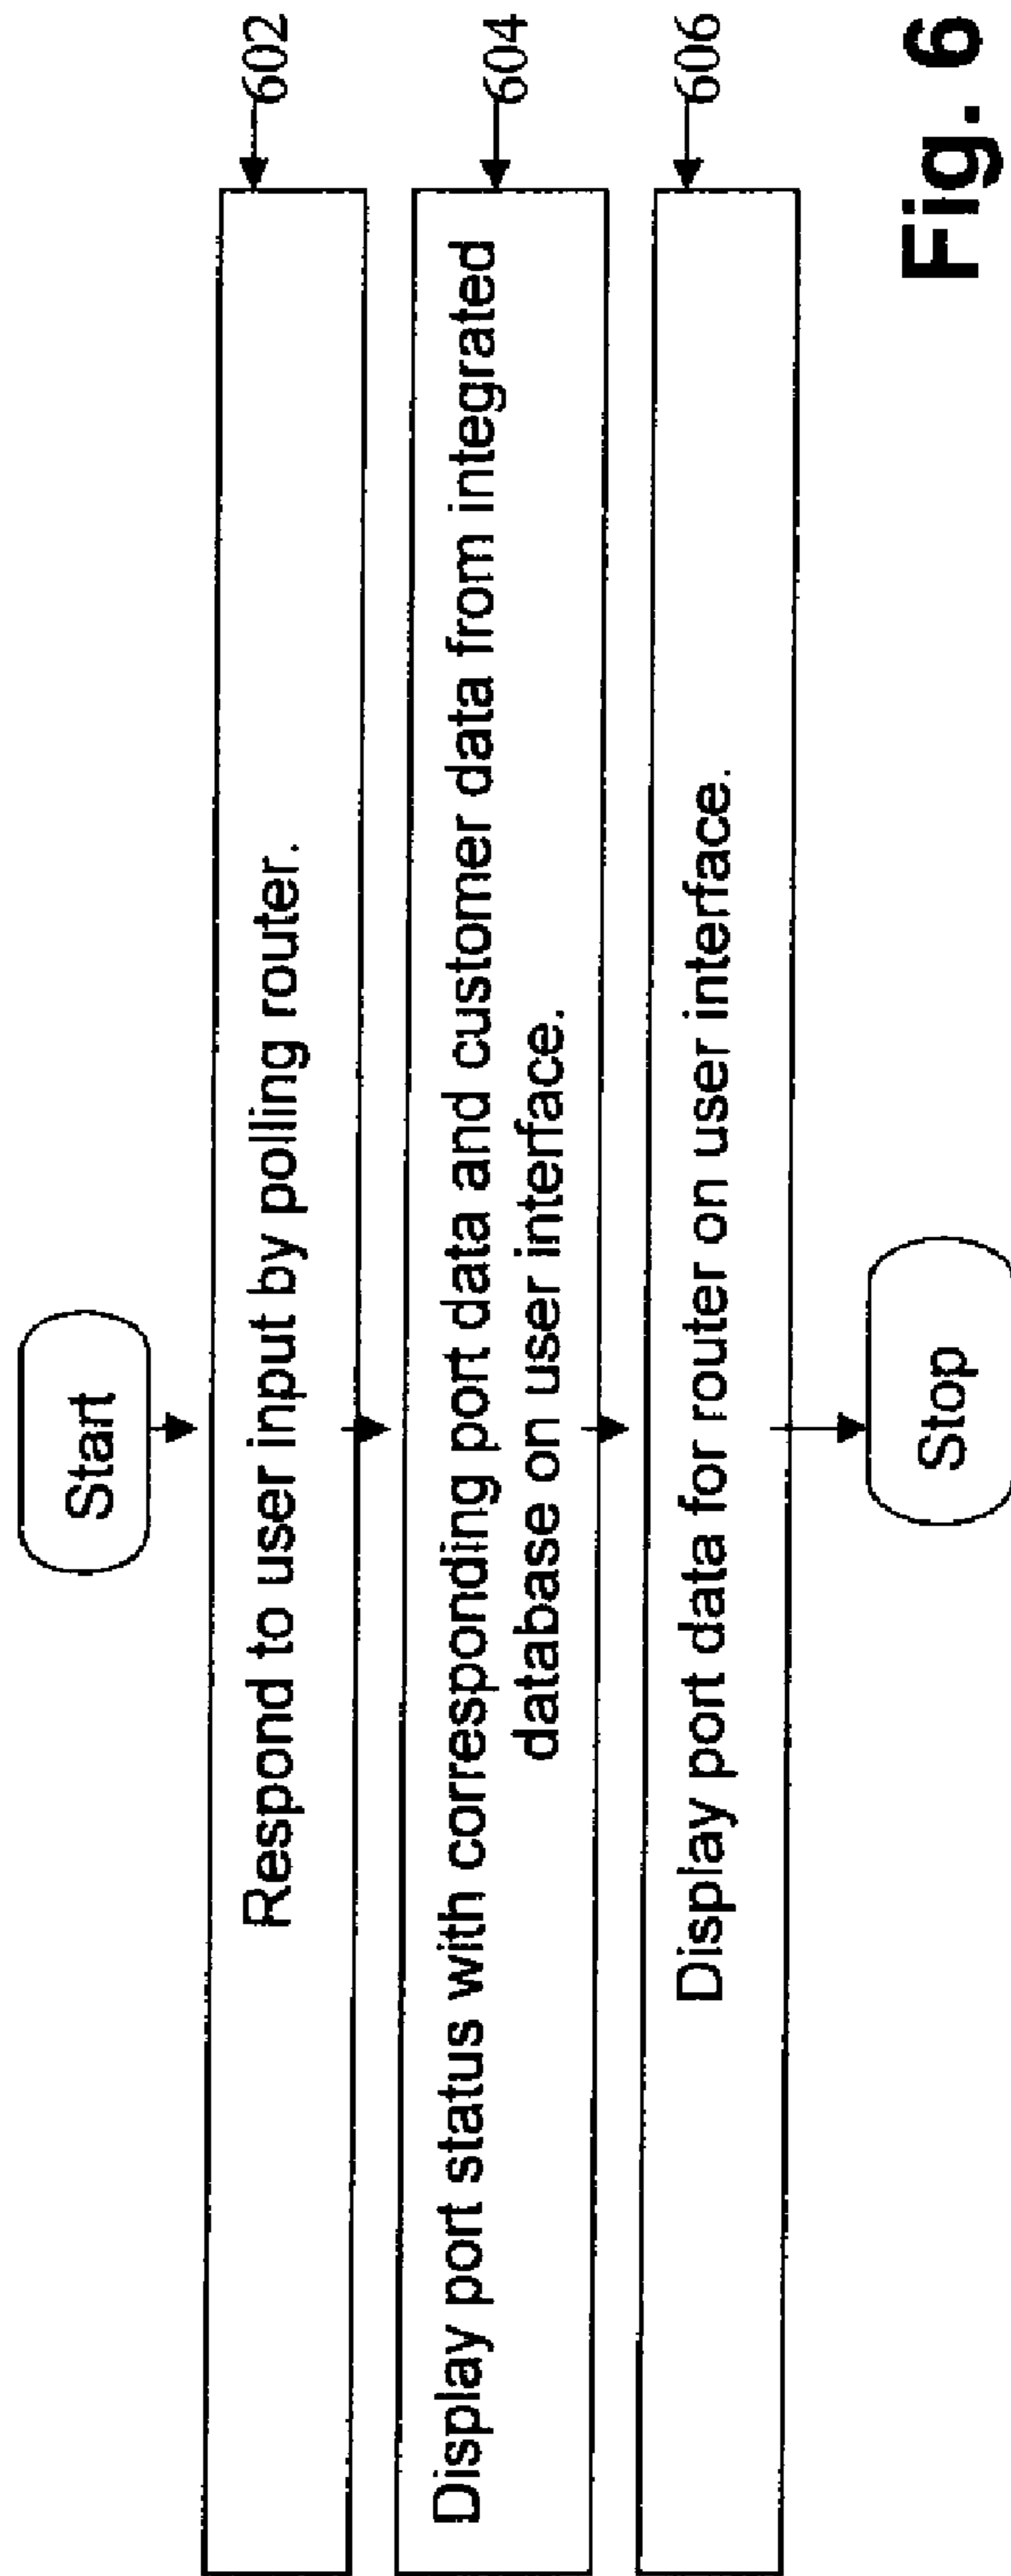 Start
Respond to user input by polling router.
602
Display port status with corresponding port data and customer data from integrated
database on user interface.
604
Display port data for router on user interface.
606
Stop
Fig. 6